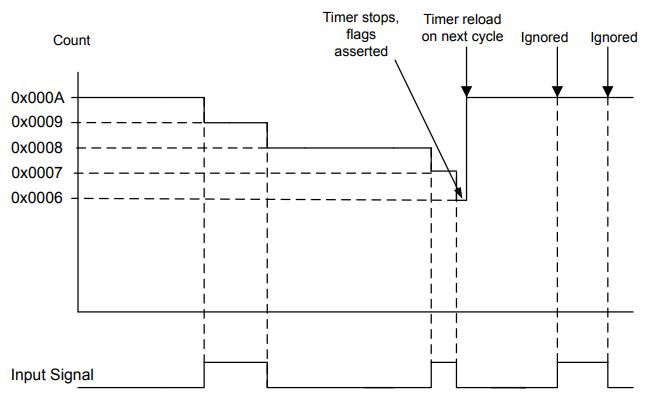 Timer stops,
flags
asserted
Timer reload
on next cycle
Ignored
Ignored
Count
0x000A
0x0009
0x0008
0x0007
0x0006
Input Signal